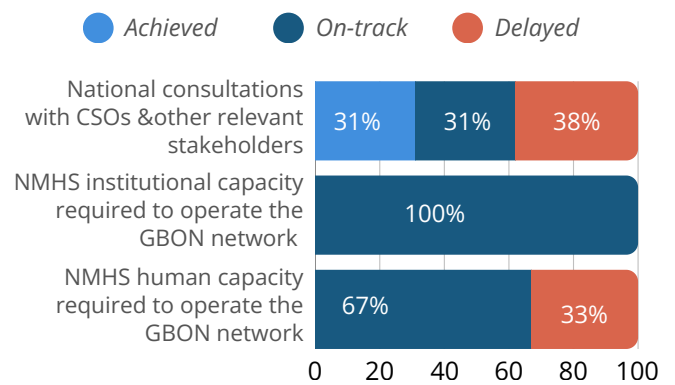 Achieved On-track Delayed
National consultations
with CSOs &other relevant
stakeholders
31% 31% 38%
NMHS institutional capacity
required to operate the
GBON network
100%
NMHS human capacity
required to operate the
GBON network
67% 33%
0 20 40 60 80 100